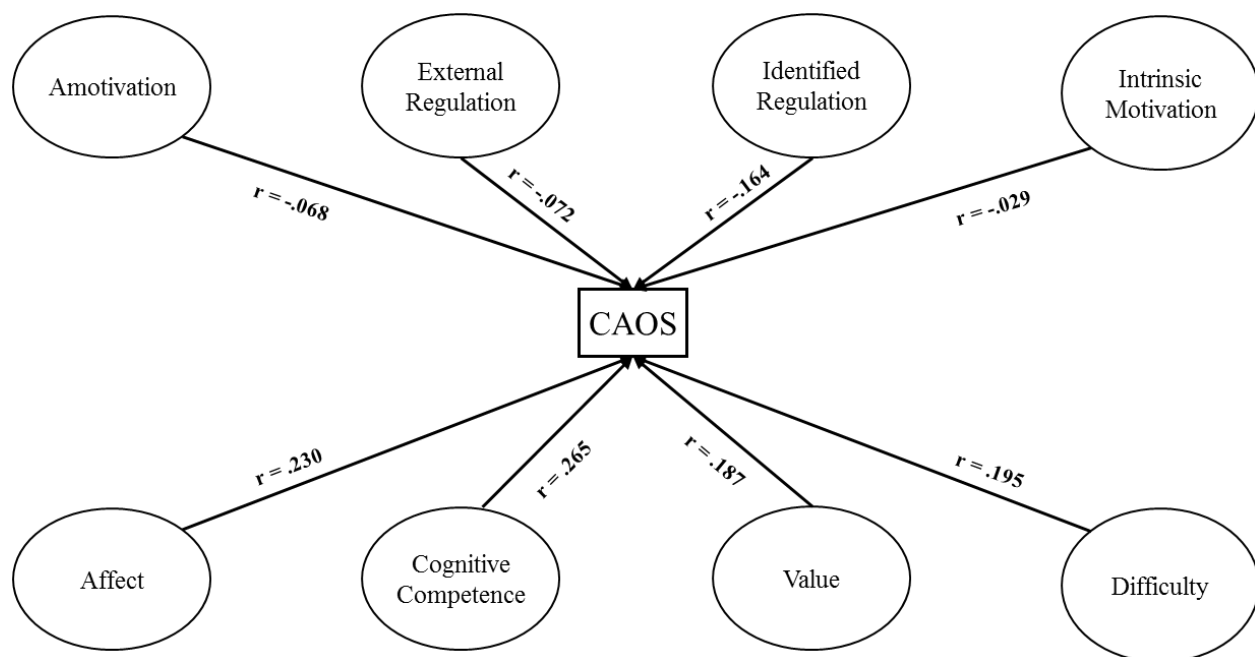 Amotivation
External
Regulation
Identified
Regulation
Intrinsic
Motivation
r = -.068
r = -.072
r = -.164
r = -.029
CAOS
r = .230
r = .265
r = .187
r = .195
Affect
Cognitive
Competence
Value
Difficulty